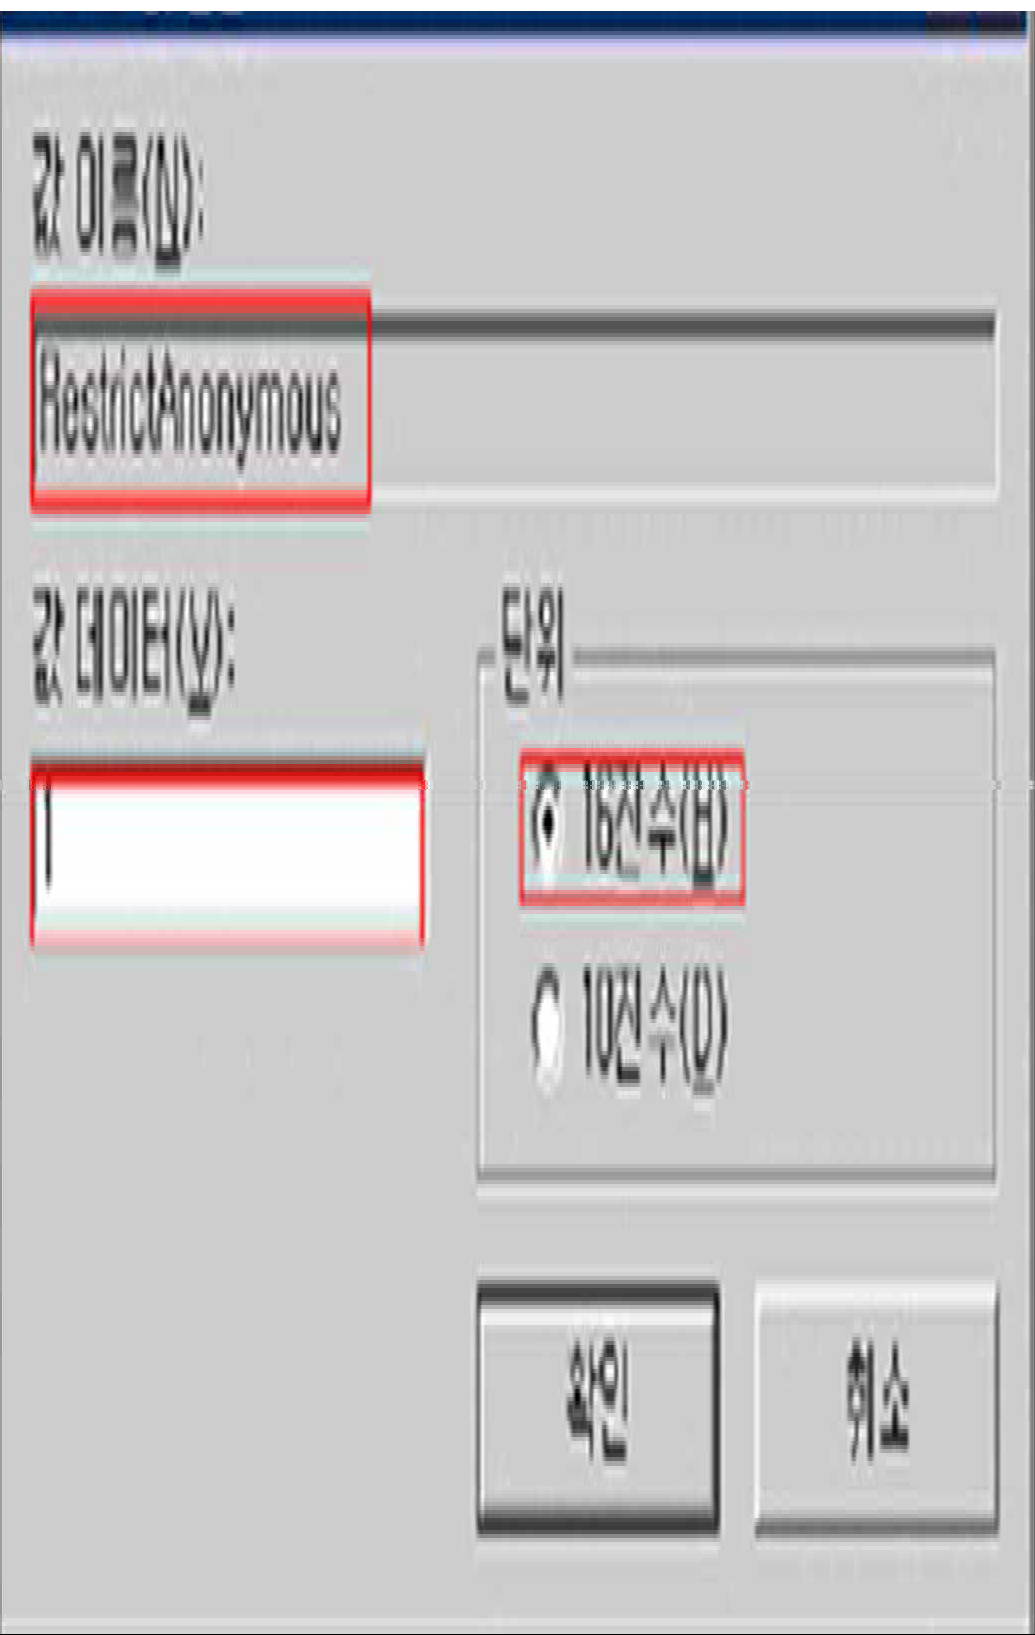 값 이름(N):
RestrictAnonymous
값 데이터(V):
1
단위
16진수(H)
10진수(D)
확인
취소